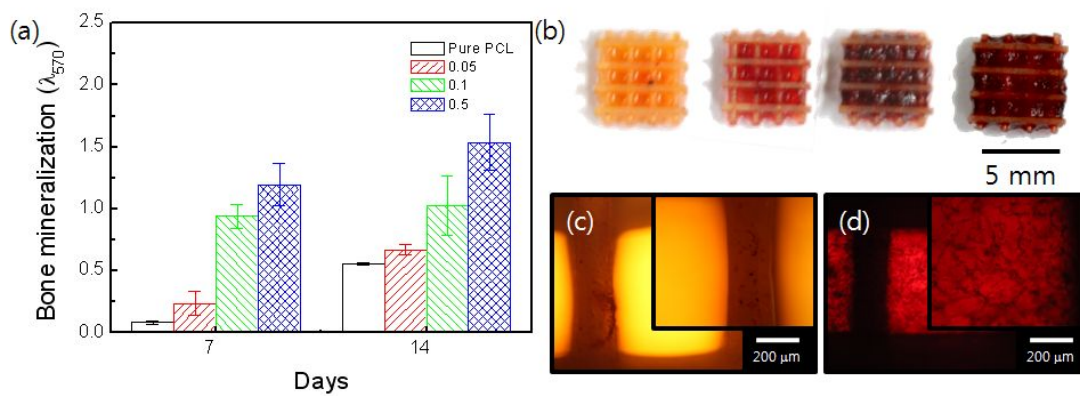 (a)
Bone mineralization (λ570)
2.5
2.0
1.5
1.0
0.5
0.0
Pure PCL
0.05
0.1
0.5
7
14
Days
(b)
5 mm
(c)
200 μm
(d)
200 μm